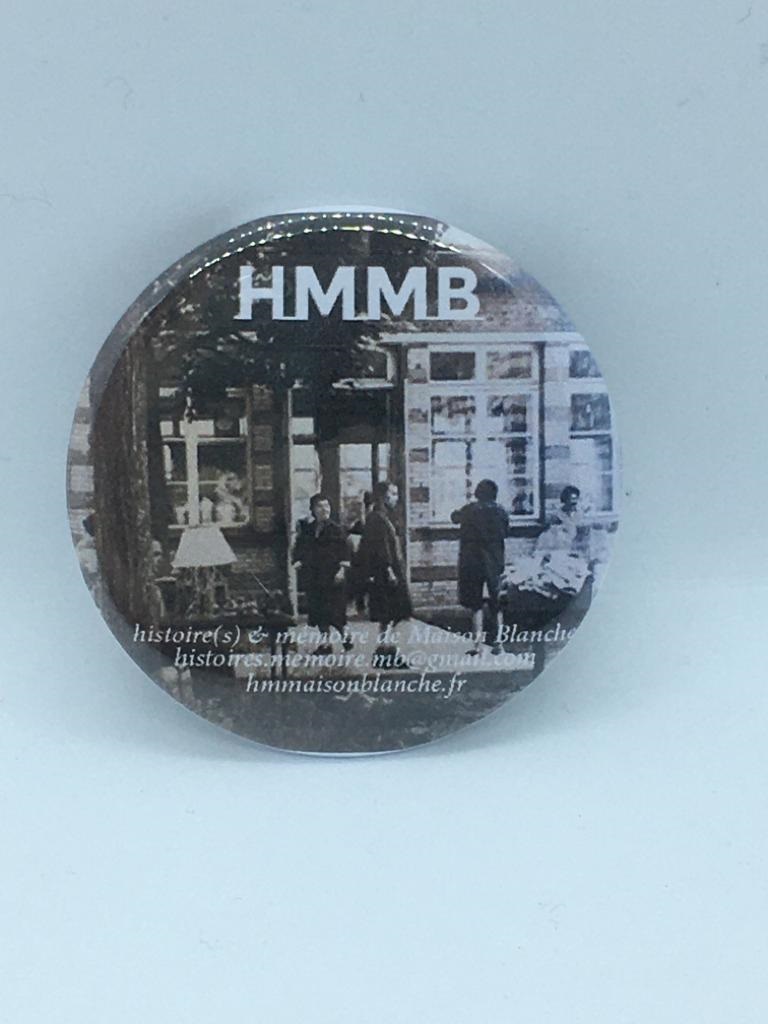 HMMB
histoire(s) & mémoire de Maison Blanche
histoires.memoire.mb@gmail.com
hmmaisonblanche.fr